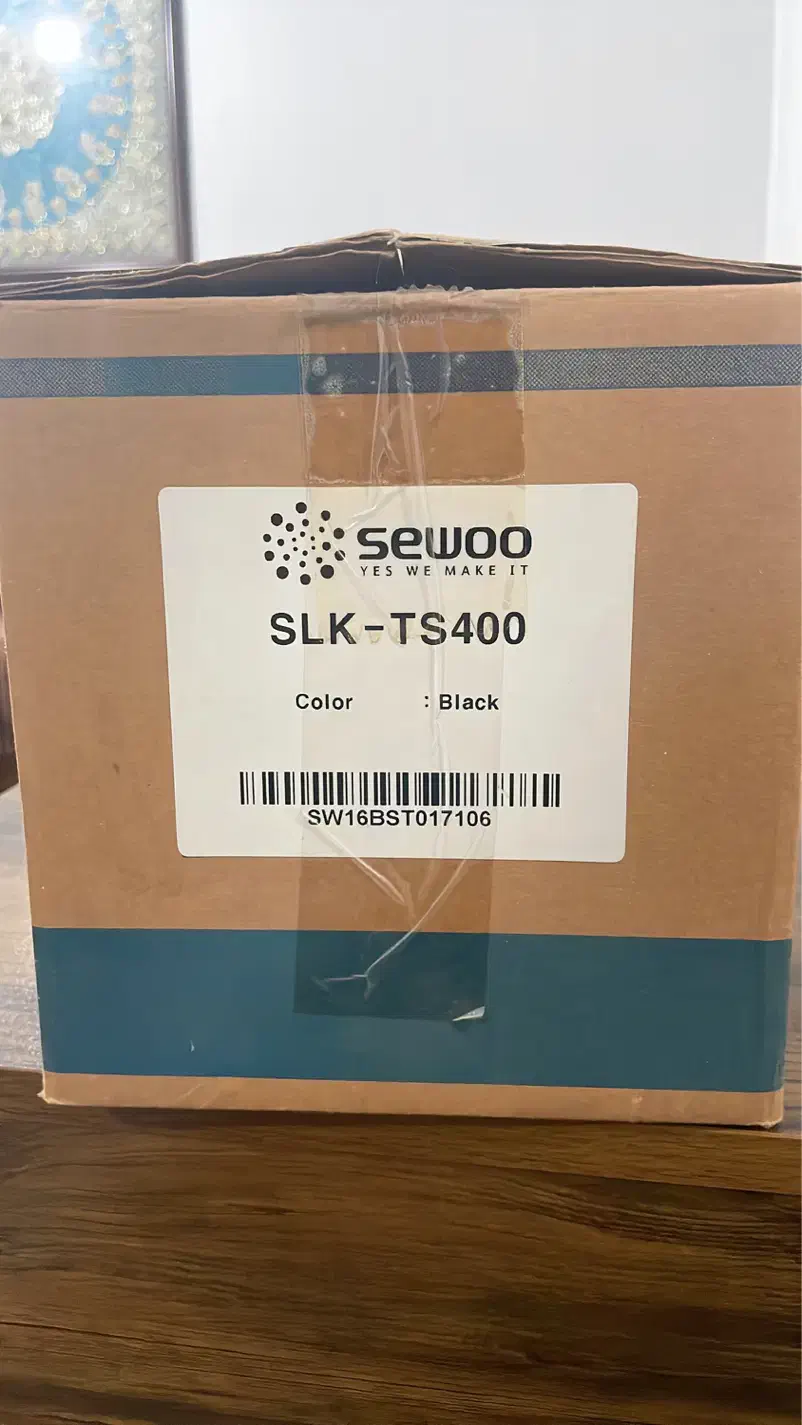 sewoo
YES WE MAKE IT
SLK-TS400
Color : Black
SW16BST017106